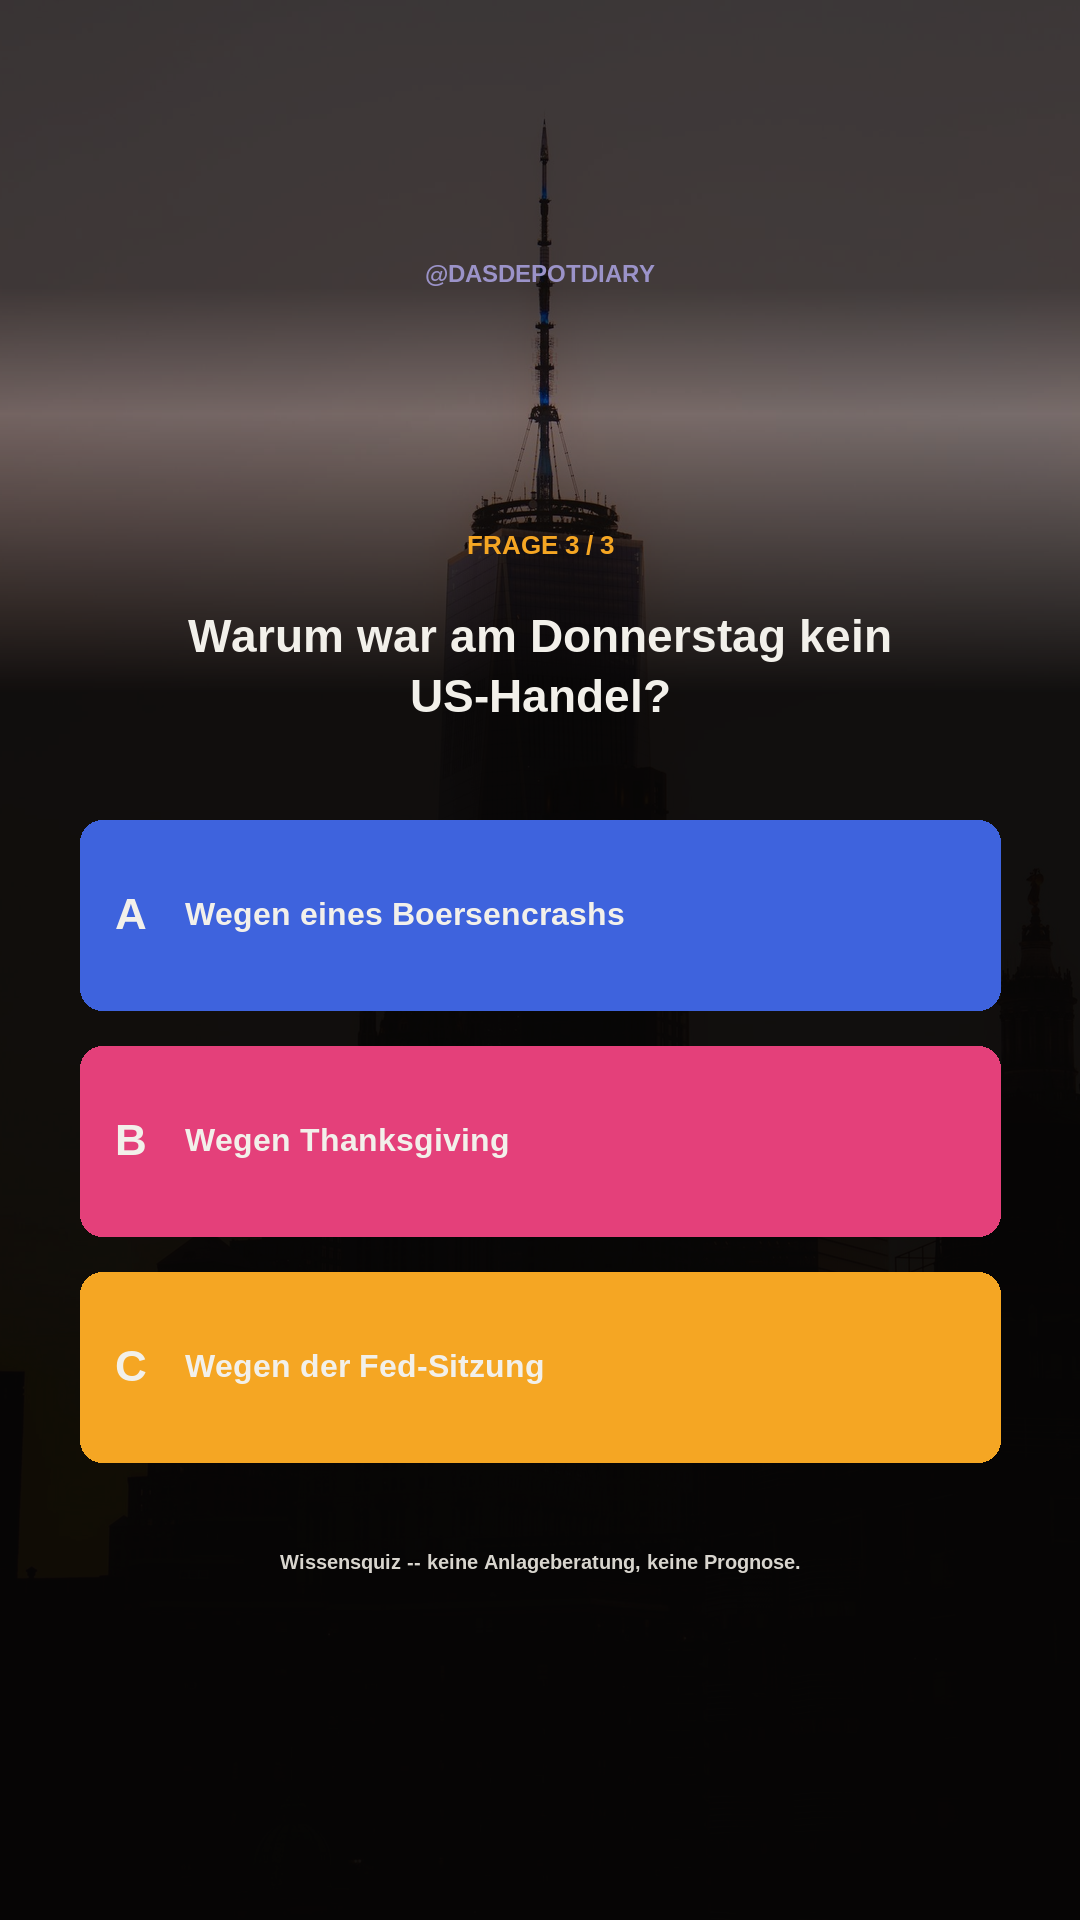 @DASDEPOTDIARY
FRAGE 3 / 3
Warum war am Donnerstag kein
US-Handel?
A Wegen eines Boersencrashs
B Wegen Thanksgiving
C Wegen der Fed-Sitzung
Wissensquiz -- keine Anlageberatung, keine Prognose.